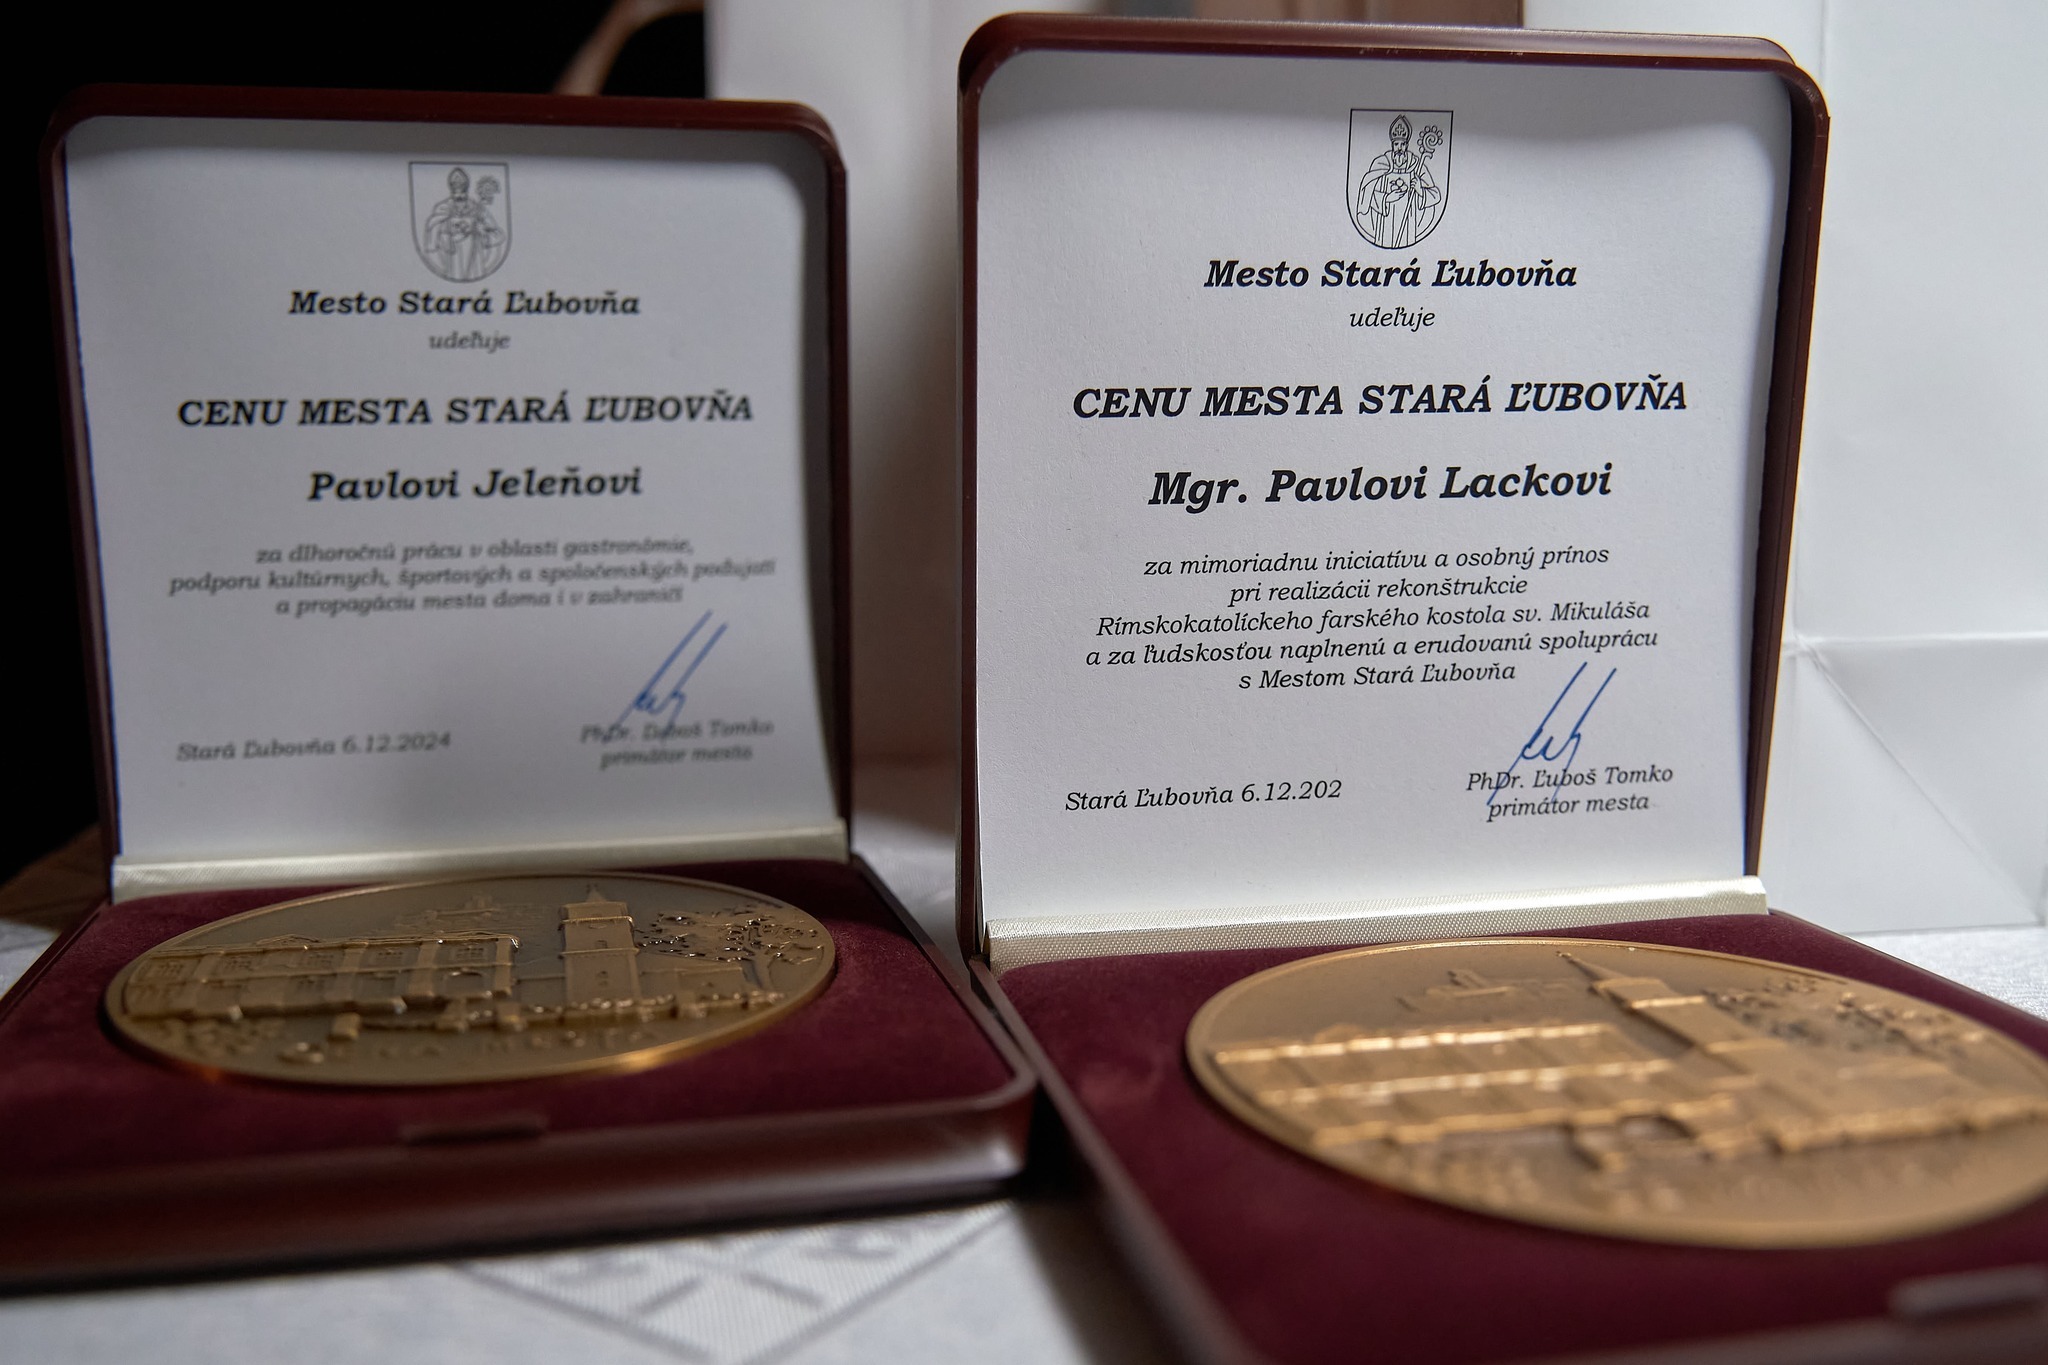 Mesto Stará Ľubovňa
udeľuje
CENU MESTA STARÁ ĽUBOVŇA
Pavlovi Jeleňovi
za dlhoročnú prácu v oblasti gastronómie,
podporu kultúrnych, športových a spoločenských podujatí
a propagáciu mesta doma i v zahraničí
Stará Ľubovňa 6.12.2024
PhDr. Ľuboš Tomko
primátor mesta
MESTA
Mesto Stará Ľubovňa
udeľuje
CENU MESTA STARÁ ĽUBOVŇA
Mgr. Pavlovi Lackovi
za mimoriadnu iniciatívu a osobný prínos
pri realizácii rekonštrukcie
Rímskokatolíckeho farského kostola sv. Mikuláša
a za ľudskosťou naplnenú a erudovanú spoluprácu
s Mestom Stará Ľubovňa
Stará Ľubovňa 6.12.202
PhDr. Ľuboš Tomko
primátor mesta